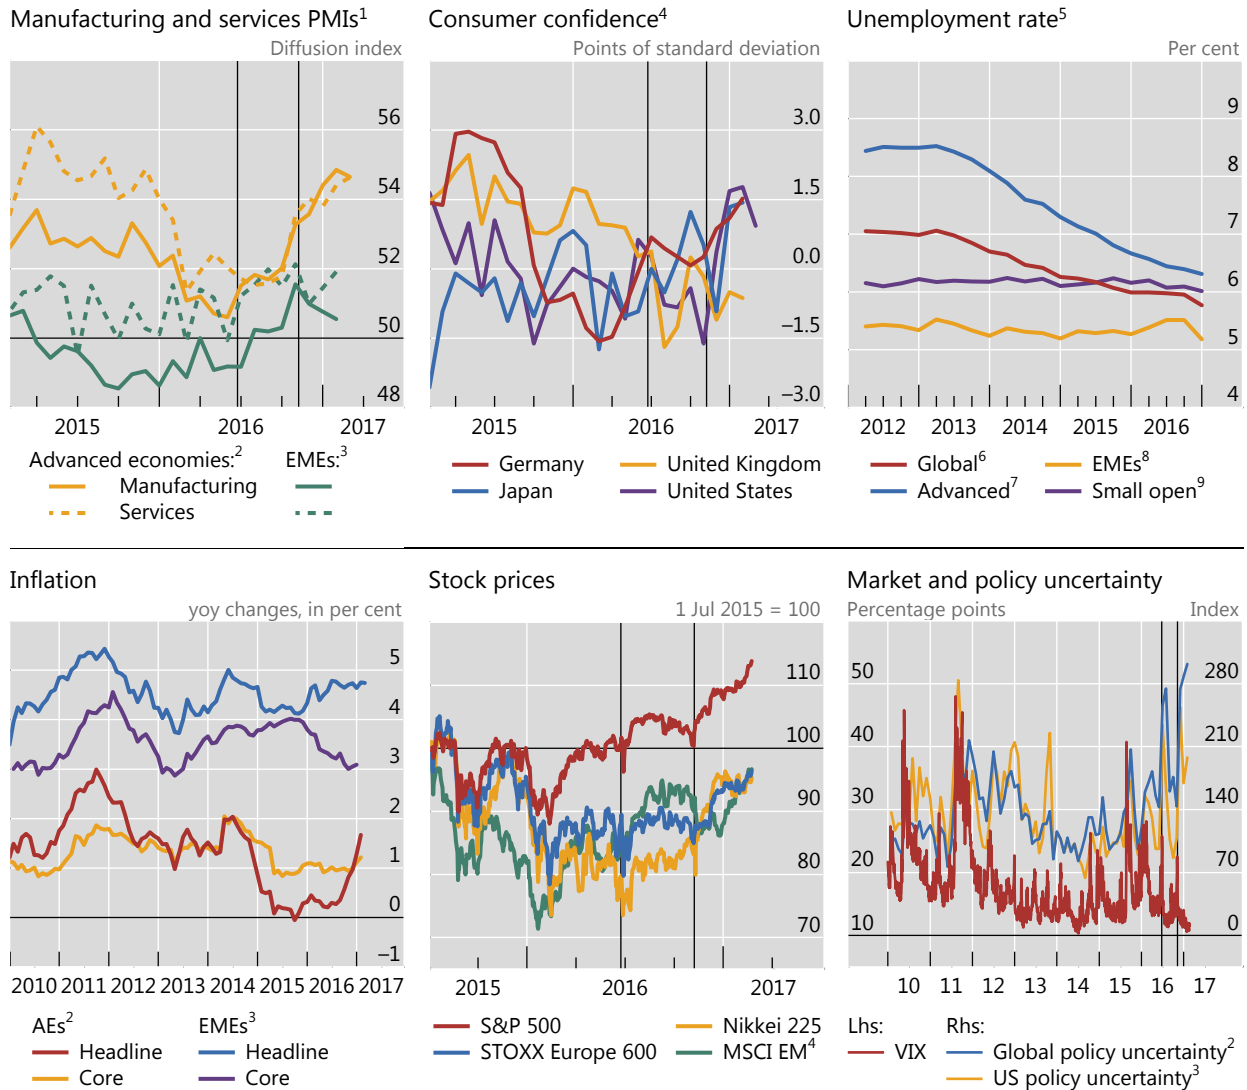 Manufacturing and services PMIs1
Diffusion index
56
54
52
50
48
2015 2016 2017
Advanced economies:2 EMEs:3
Manufacturing
Services
Consumer confidence4
Points of standard deviation
3.0
1.5
0.0
–1.5
–3.0
2015 2016 2017
Germany United Kingdom
Japan United States
Unemployment rate5
Per cent
9
8
7
6
5
4
2012 2013 2014 2015 2016
Global6 EMEs8
Advanced7 Small open9
Inflation
yoy changes, in per cent
5
4
3
2
1
0
–1
2010 2011 2012 2013 2014 2015 2016 2017
AEs2 EMEs3
Headline Headline
Core Core
Stock prices
1 Jul 2015 = 100
110
100
90
80
70
2015 2016 2017
S&P 500 Nikkei 225
STOXX Europe 600 MSCI EM4
Market and policy uncertainty
Percentage points Index
50 280
40 210
30 140
20 70
10 0
10 11 12 13 14 15 16 17
Lhs: Rhs:
VIX Global policy uncertainty2
US policy uncertainty3